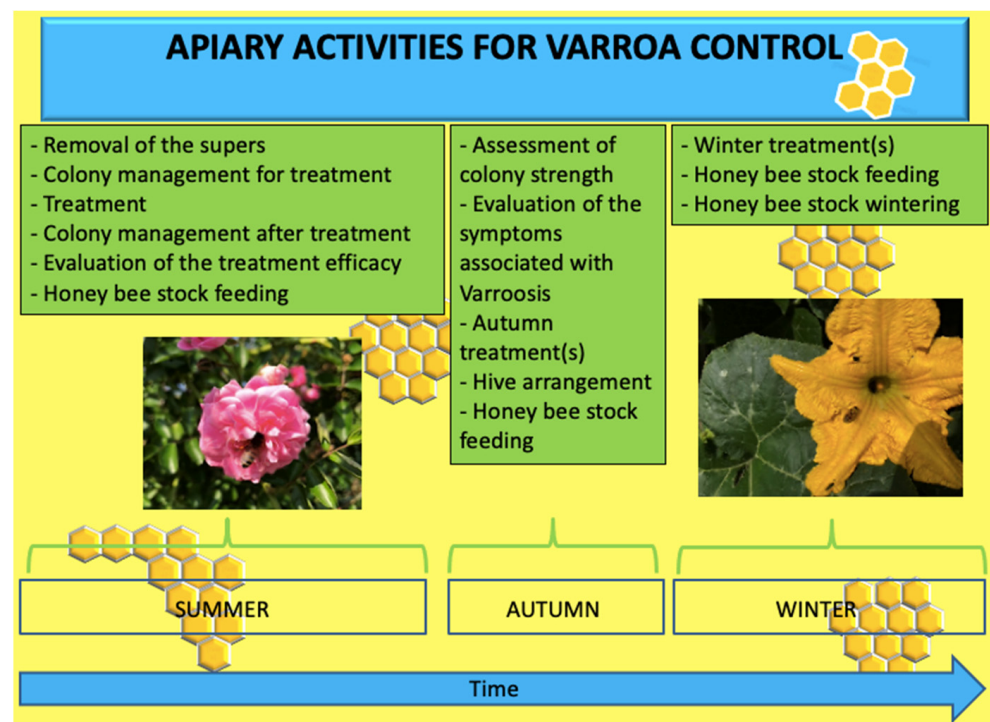 APIARY ACTIVITIES FOR VARROA CONTROL
- Removal of the supers
- Colony management for treatment
- Treatment
- Colony management after treatment
- Evaluation of the treatment efficacy
- Honey bee stock feeding
- Assessment of
colony strength
- Evaluation of the
symptoms
associated with
Varroosis
- Autumn
treatment(s)
- Hive arrangement
- Honey bee stock
feeding
- Winter treatment(s)
- Honey bee stock feeding
- Honey bee stock wintering
SUMMER
AUTUMN
WINTER
Time